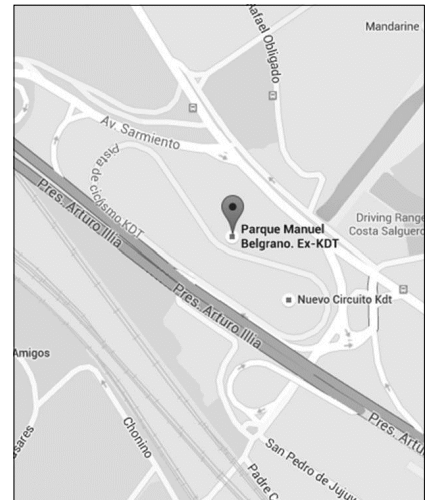 Rafael Obligado
Mandarine
Av. Sarmiento
Pista de ciclismo KDT
Pres. Arturo Illia
Parque Manuel
Belgrano. Ex-KDT
Driving Range
Costa Salguero
Nuevo Circuito Kdt
Pres. Arturo Illia
Amigos
Chonino
San Pedro de Jujuy
Padre C
Pres. Artu